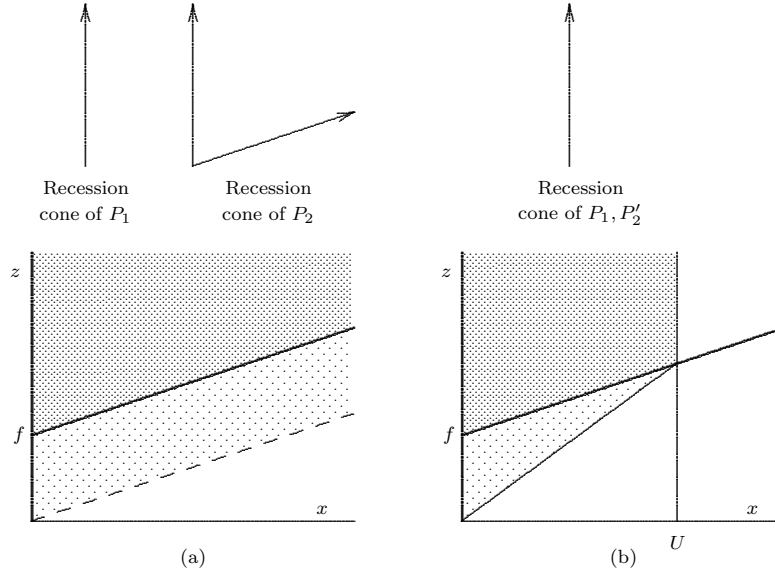 Recession
cone of P₁
Recession
cone of P₂
Recession
cone of P₁, P₂′
z
f
x
(a)
z
f
x
U
(b)